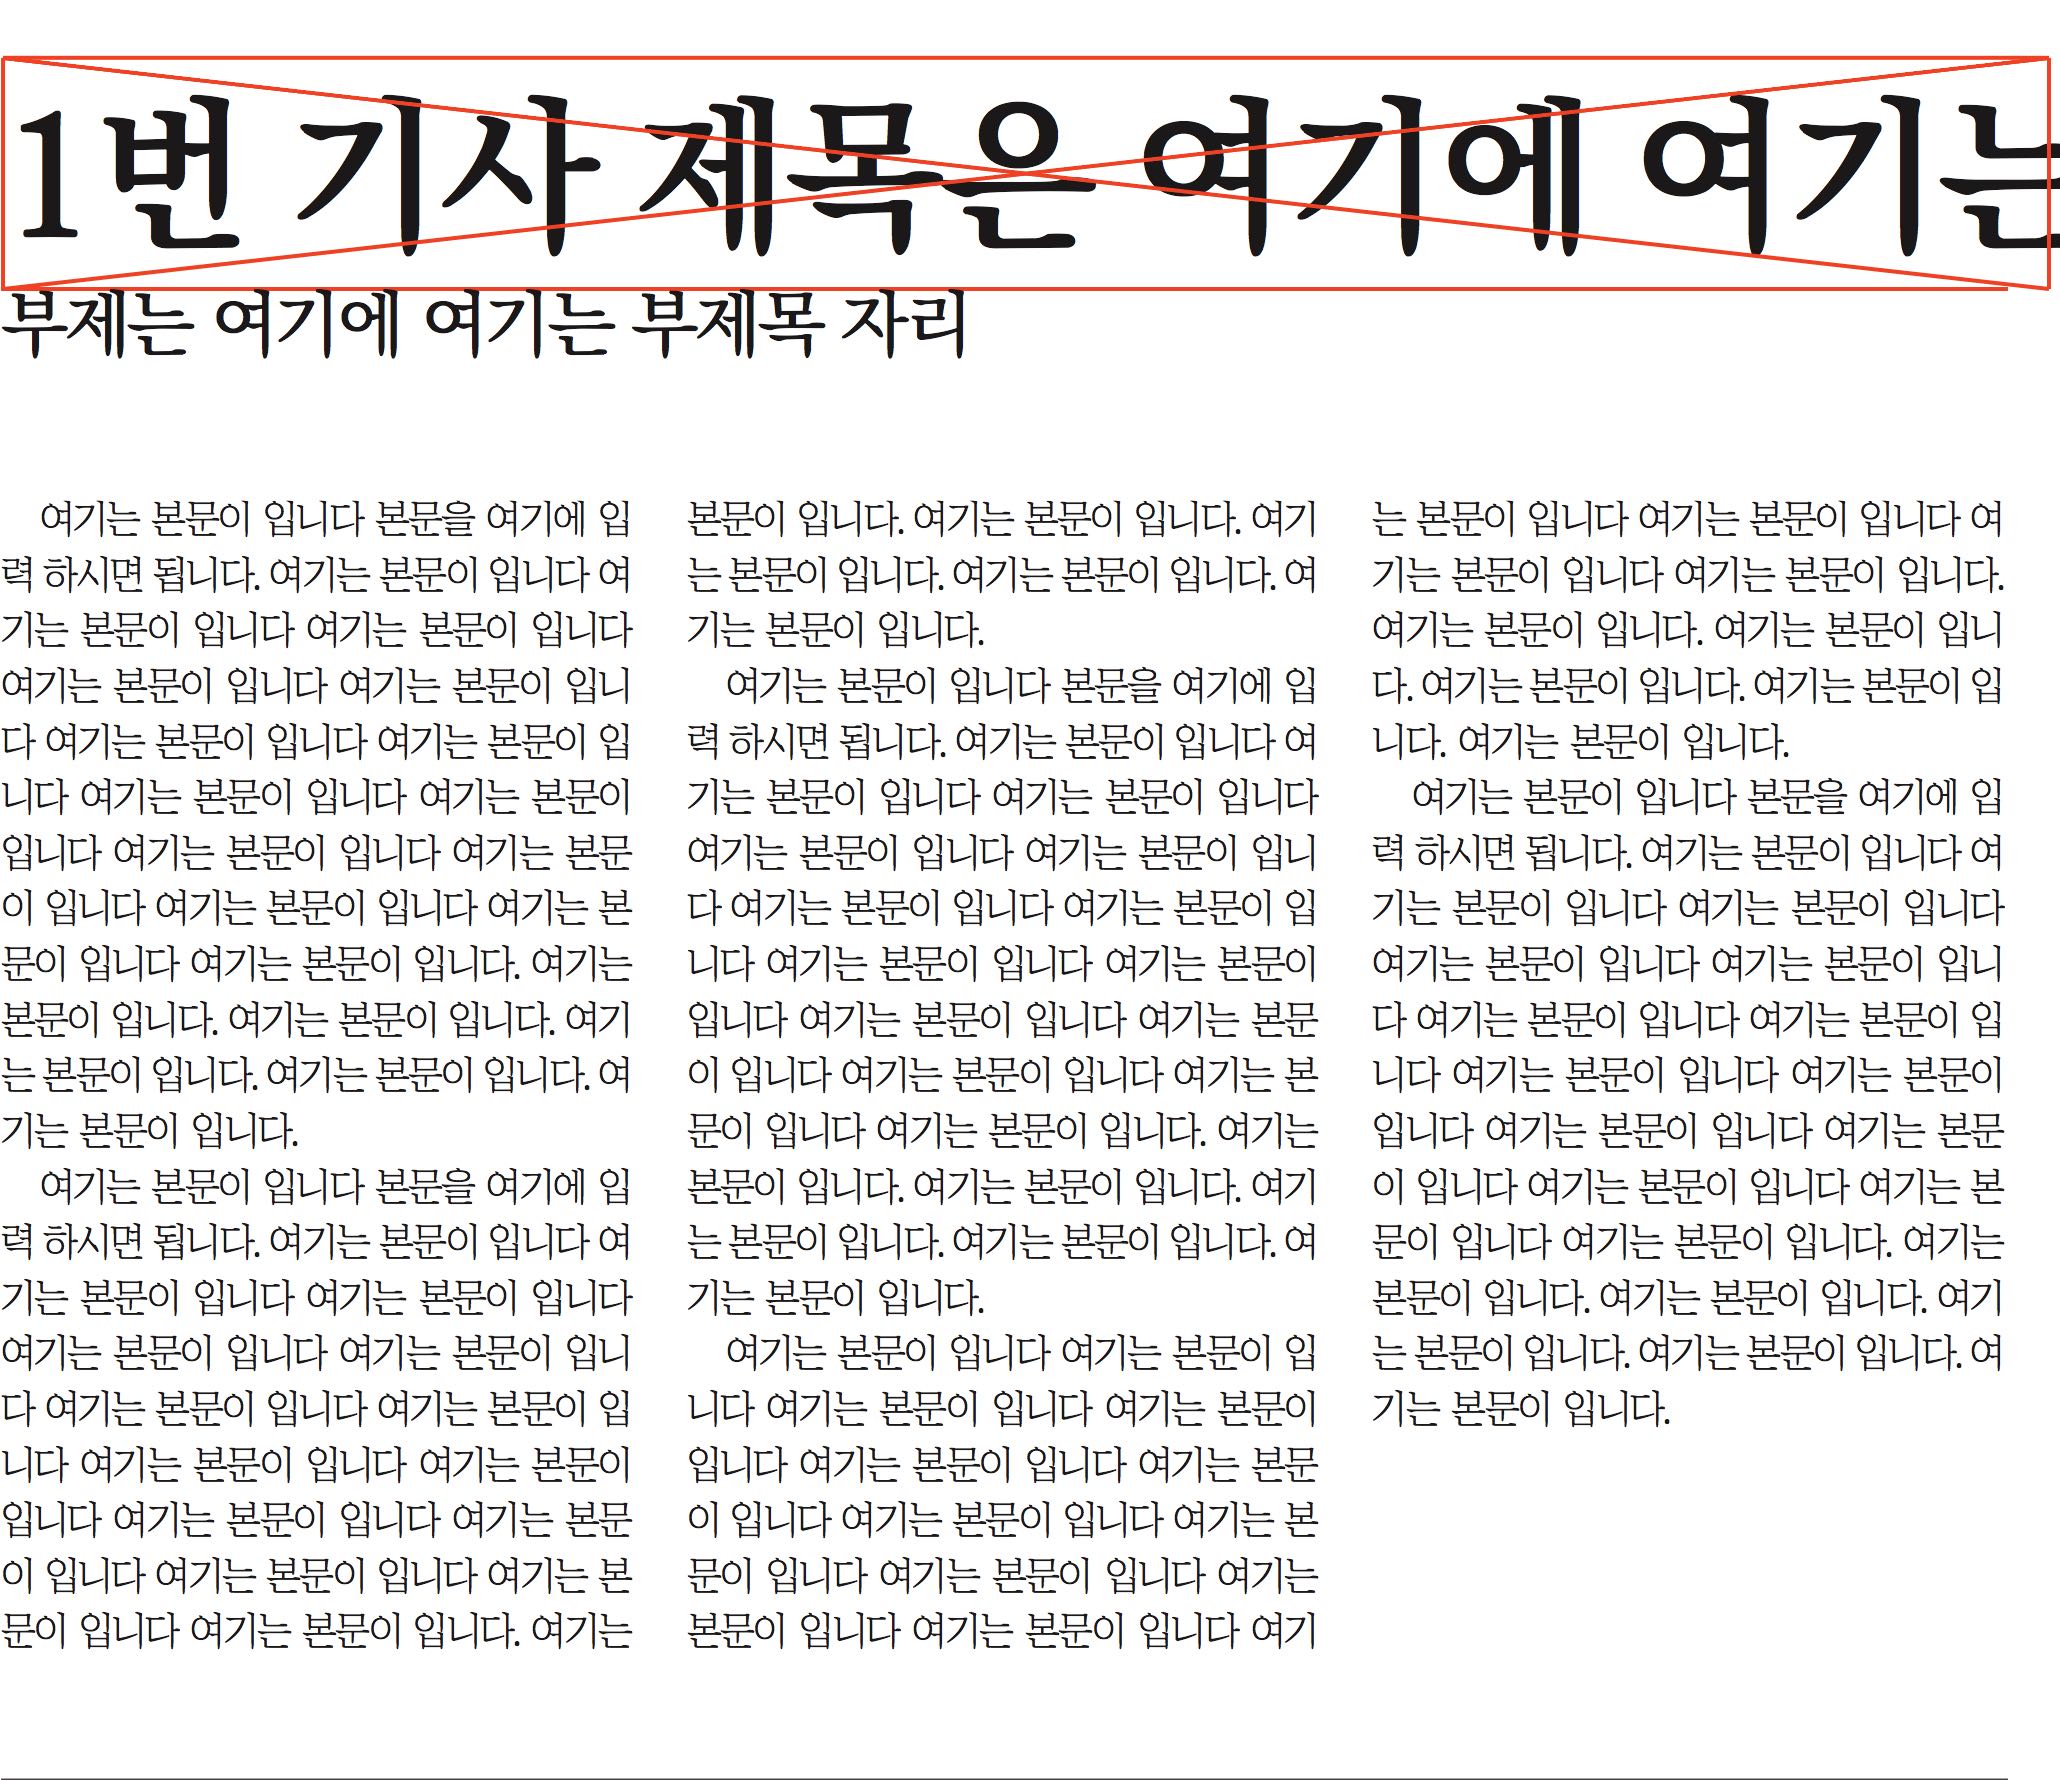 1번 기사 제목은 여기에 여기는
부제는 여기에 여기는 부제목 자리
여기는 본문이 입니다 본문을 여기에 입
력 하시면 됩니다. 여기는 본문이 입니다 여
기는 본문이 입니다 여기는 본문이 입니다
여기는 본문이 입니다 여기는 본문이 입니
다 여기는 본문이 입니다 여기는 본문이 입
니다 여기는 본문이 입니다 여기는 본문이
입니다 여기는 본문이 입니다 여기는 본문
이 입니다 여기는 본문이 입니다 여기는 본
문이 입니다 여기는 본문이 입니다. 여기는
본문이 입니다. 여기는 본문이 입니다. 여기
는 본문이 입니다. 여기는 본문이 입니다. 여
기는 본문이 입니다.
여기는 본문이 입니다 본문을 여기에 입
력 하시면 됩니다. 여기는 본문이 입니다 여
기는 본문이 입니다 여기는 본문이 입니다
여기는 본문이 입니다 여기는 본문이 입니
다 여기는 본문이 입니다 여기는 본문이 입
니다 여기는 본문이 입니다 여기는 본문이
입니다 여기는 본문이 입니다 여기는 본문
이 입니다 여기는 본문이 입니다 여기는 본
문이 입니다 여기는 본문이 입니다. 여기는
본문이 입니다. 여기는 본문이 입니다. 여기
는 본문이 입니다. 여기는 본문이 입니다. 여
기는 본문이 입니다.
여기는 본문이 입니다 본문을 여기에 입
력 하시면 됩니다. 여기는 본문이 입니다 여
기는 본문이 입니다 여기는 본문이 입니다
여기는 본문이 입니다 여기는 본문이 입니
다 여기는 본문이 입니다 여기는 본문이 입
니다 여기는 본문이 입니다 여기는 본문이
입니다 여기는 본문이 입니다 여기는 본문
이 입니다 여기는 본문이 입니다 여기는 본
문이 입니다 여기는 본문이 입니다. 여기는
본문이 입니다. 여기는 본문이 입니다. 여기
는 본문이 입니다. 여기는 본문이 입니다. 여
기는 본문이 입니다.
여기는 본문이 입니다 여기는 본문이 입
니다 여기는 본문이 입니다 여기는 본문이
입니다 여기는 본문이 입니다 여기는 본문
이 입니다 여기는 본문이 입니다 여기는 본
문이 입니다 여기는 본문이 입니다 여기는
본문이 입니다 여기는 본문이 입니다 여기
는 본문이 입니다 여기는 본문이 입니다 여
기는 본문이 입니다 여기는 본문이 입니다.
여기는 본문이 입니다. 여기는 본문이 입니
다. 여기는 본문이 입니다. 여기는 본문이 입
니다. 여기는 본문이 입니다.
여기는 본문이 입니다 본문을 여기에 입
력 하시면 됩니다. 여기는 본문이 입니다 여
기는 본문이 입니다 여기는 본문이 입니다
여기는 본문이 입니다 여기는 본문이 입니
다 여기는 본문이 입니다 여기는 본문이 입
니다 여기는 본문이 입니다 여기는 본문이
입니다 여기는 본문이 입니다 여기는 본문
이 입니다 여기는 본문이 입니다 여기는 본
문이 입니다 여기는 본문이 입니다. 여기는
본문이 입니다. 여기는 본문이 입니다. 여기
는 본문이 입니다. 여기는 본문이 입니다. 여
기는 본문이 입니다.